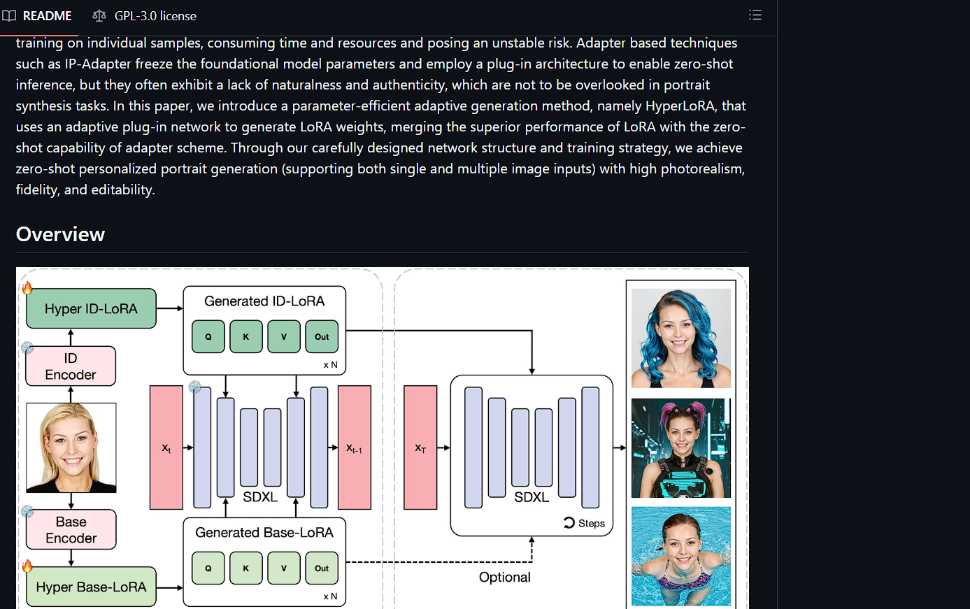 README GPL-3.0 license
training on individual samples, consuming time and resources and posing an unstable risk. Adapter based techniques
such as IP-Adapter freeze the foundational model parameters and employ a plug-in architecture to enable zero-shot
inference, but they often exhibit a lack of naturalness and authenticity, which are not to be overlooked in portrait
synthesis tasks. In this paper, we introduce a parameter-efficient adaptive generation method, namely HyperLoRA, that
uses an adaptive plug-in network to generate LoRA weights, merging the superior performance of LoRA with the zero-
shot capability of adapter scheme. Through our carefully designed network structure and training strategy, we achieve
zero-shot personalized portrait generation (supporting both single and multiple image inputs) with high photorealism,
fidelity, and editability.
Overview
Hyper ID-LoRA
Generated ID-LoRA
Q K V Out
x N
ID
Encoder
Xt
SDXL
Xt-1
XT
SDXL
Steps
Base
Encoder
Generated Base-LoRA
Q K V Out
x N
Hyper Base-LoRA
Optional